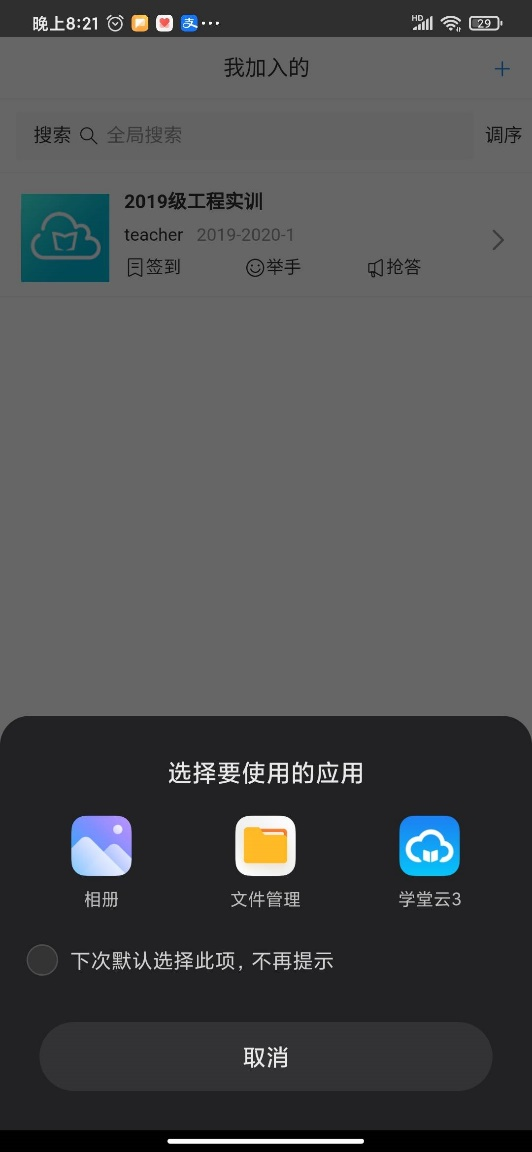 晚上8:21 HD 29
我加入的 +
搜索 全局搜索 调序
2019级工程实训
teacher 2019-2020-1
签到 举手 抢答
选择要使用的应用
相册 文件管理 学堂云3
下次默认选择此项，不再提示
取消